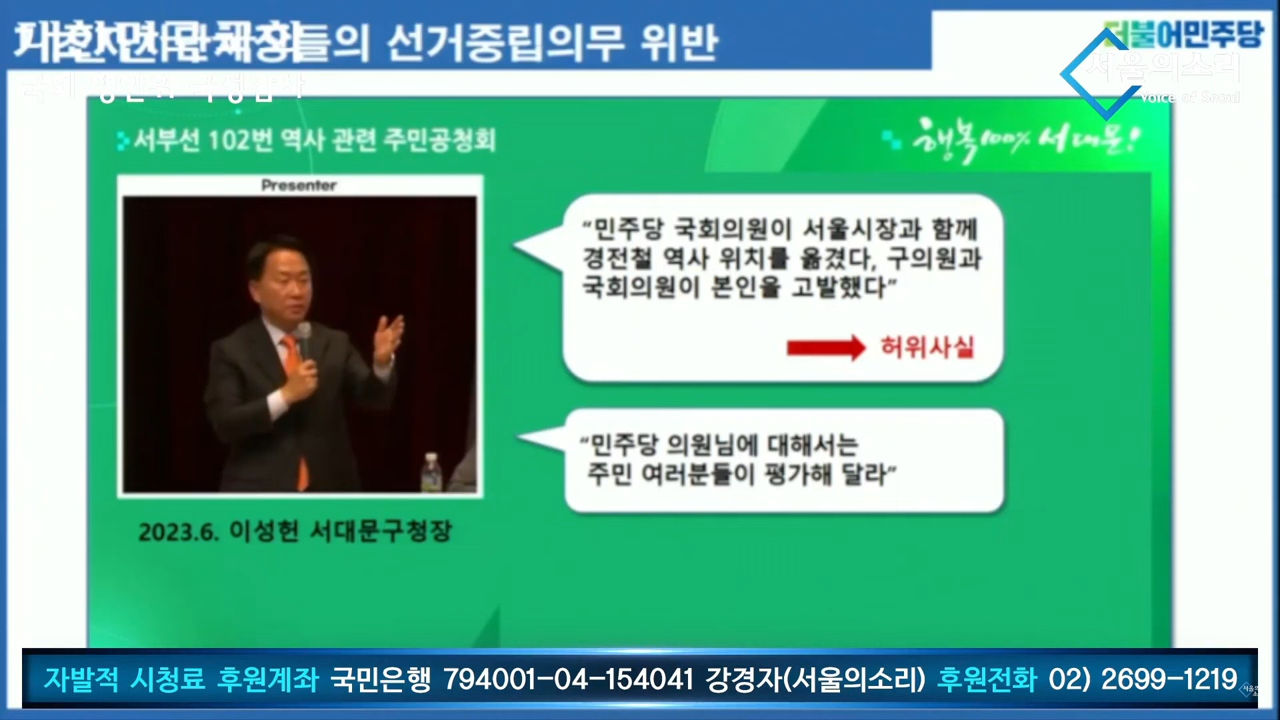 대한민국국회
들의 선거중립의무 위반
더불어민주당
서울의소리
Voice of Seoul
서부선 102번 역사 관련 주민공청회
행복100% 서대문!
Presenter
“민주당 국회의원이 서울시장과 함께
경전철 역사 위치를 옮겼다, 구의원과
국회의원이 본인을 고발했다”
허위사실
“민주당 의원님에 대해서는
주민 여러분들이 평가해 달라”
2023.6. 이성헌 서대문구청장
자발적 시청료 후원계좌 국민은행 794001-04-154041 강경자(서울의소리) 후원전화 02) 2699-1219